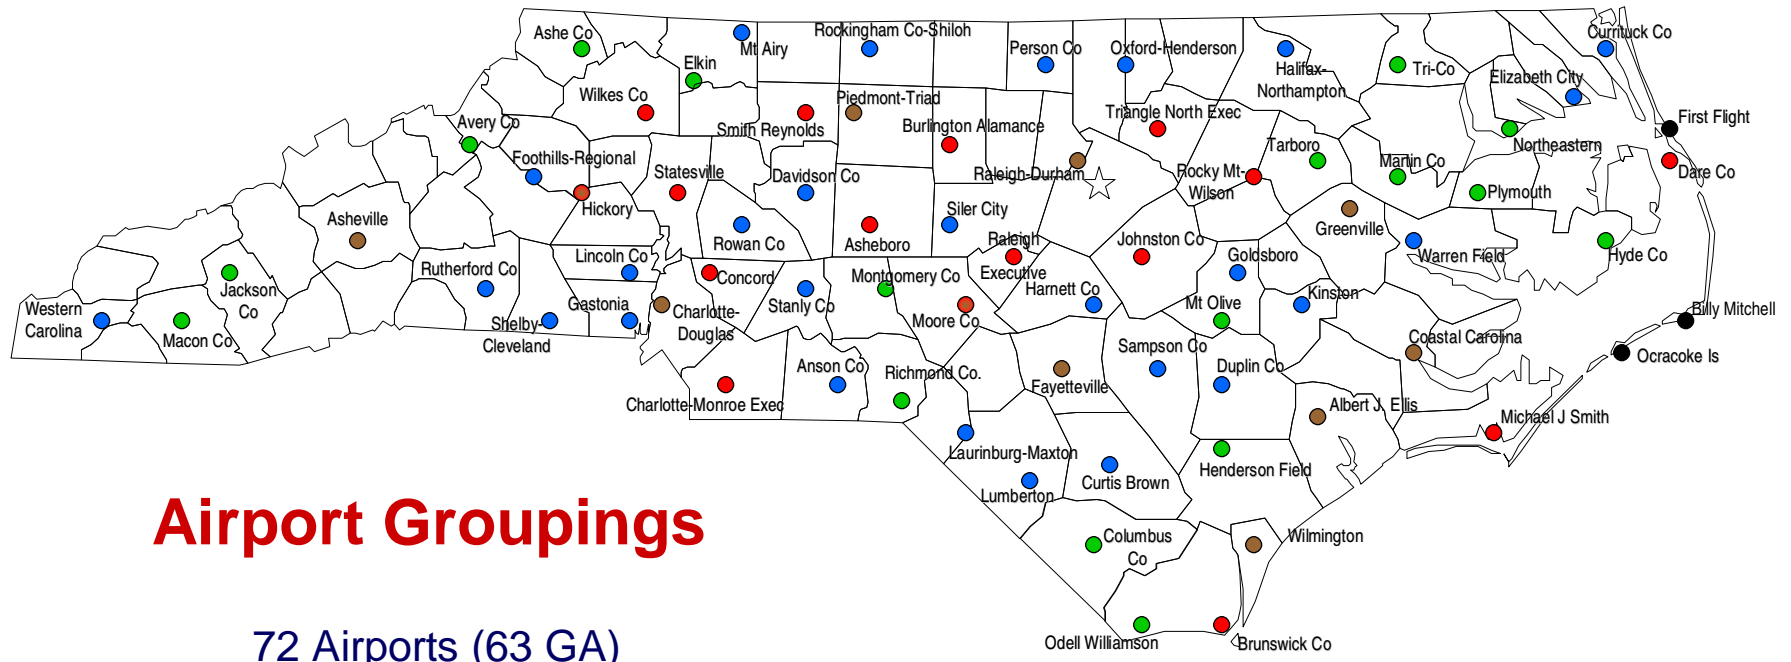 Ashe Co
Mt Airy
Rockingham Co-Shiloh
Person Co
Oxford-Henderson
Halifax-
Northampton
Tri-Co
Currituck Co
Elizabeth City
Elkin
Wilkes Co
Piedmont-Triad
Smith Reynolds
Burlington Alamance
Triangle North Exec
First Flight
Avery Co
Foothills-Regional
Statesville
Davidson Co
Raleigh-Durham
Rocky Mt-
Wilson
Tarboro
Martin Co
Northeastern
Dare Co
Plymouth
Hickory
Asheville
Rowan Co
Asheboro
Siler City
Raleigh
Executive
Johnston Co
Goldsboro
Greenville
Warren Field
Hyde Co
Rutherford Co
Lincoln Co
Concord
Montgomery Co
Harnett Co
Jackson
Co
Western
Carolina
Macon Co
Shelby-
Cleveland
Gastonia
Charlotte-
Douglas
Stanly Co
Moore Co
Mt Olive
Kinston
Billy Mitchell
Coastal Carolina
Ocracoke Is
Charlotte-Monroe Exec
Anson Co
Richmond Co.
Fayetteville
Sampson Co
Duplin Co
Albert J. Ellis
Michael J Smith
Laurinburg-Maxton
Lumberton
Curtis Brown
Henderson Field
Columbus
Co
Wilmington
Odell Williamson
Brunswick Co
Airport Groupings
72 Airports (63 GA)